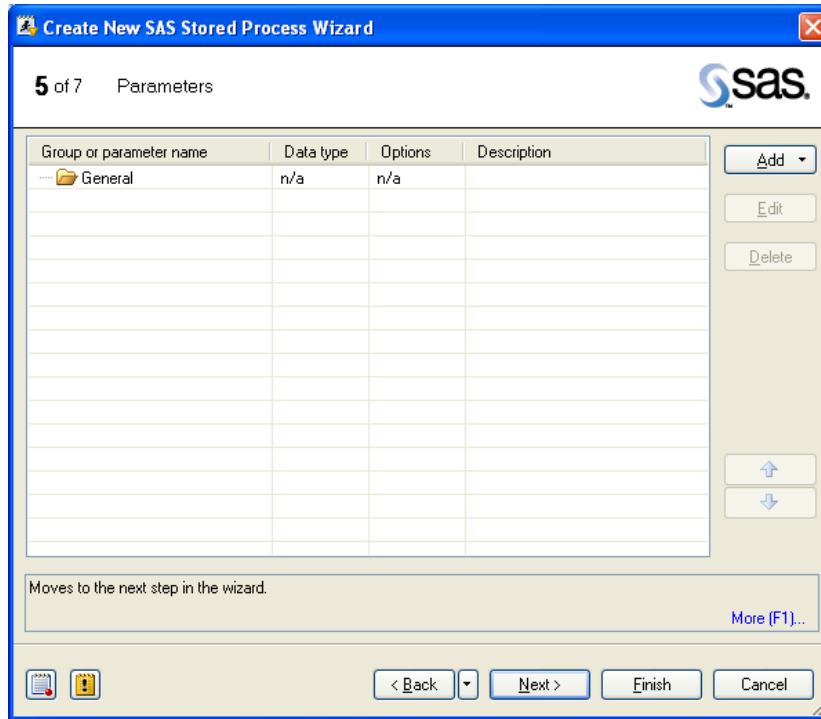 Create New SAS Stored Process Wizard
5 of 7 Parameters
sas.
Group or parameter name Data type Options Description
General n/a n/a
Add
Edit
Delete
Moves to the next step in the wizard.
More (F1)...
< Back Next > Finish Cancel